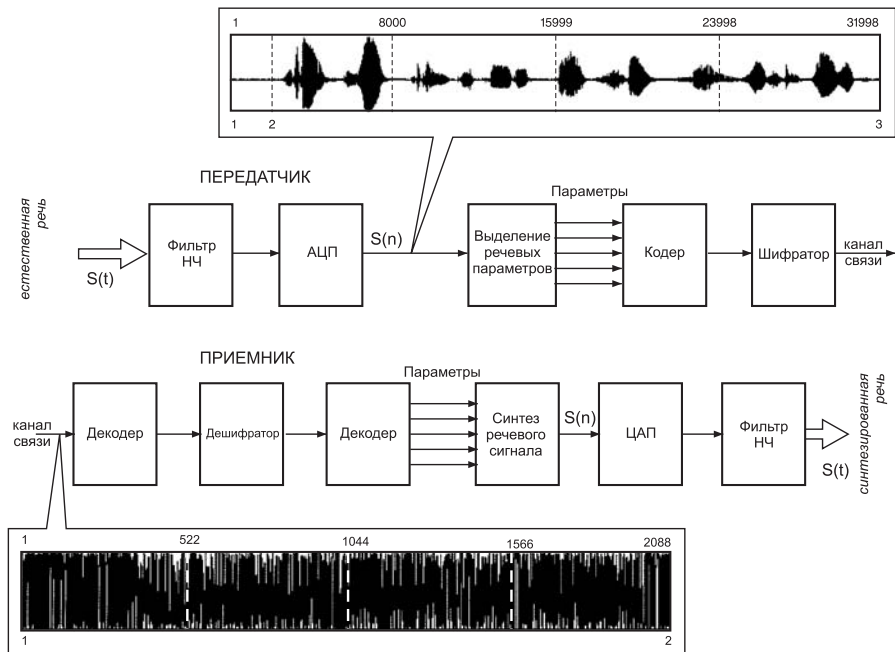 1 8000 15999 23998 31998
1 2 3
ПЕРЕДАТЧИК
Параметры
естественная
речь
S(t)
Фильтр
НЧ
АЦП
S(n)
Выделение
речевых
параметров
Кодер
Шифратор
канал
связи
ПРИЕМНИК
Параметры
канал
связи
Декодер
Дешифратор
Декодер
Синтез
речевого
сигнала
S(n)
ЦАП
Фильтр
НЧ
S(t)
синтезированная
речь
1 522 1044 1566 2088
1 2